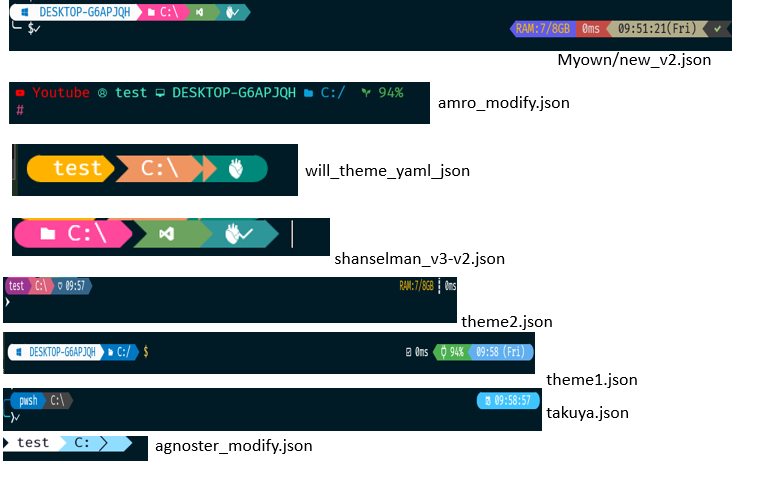 DESKTOP-G6APJQH C:\
$ RAM:7/8GB 0ms 09:51:21(Fri)
Myown/new_v2.json
Youtube test DESKTOP-G6APJQH C:/ 94%
#
amro_modify.json
test C:\
will_theme_yaml_json
C:\
shanselman_v3-v2.json
test C:\ 09:57 RAM:7/8GB 0ms
theme2.json
DESKTOP-G6APJQH C:/ $ 0ms 94% 09:58 (Fri)
theme1.json
pwsh C:\ 09:58:57
takuya.json
test C:
agnoster_modify.json